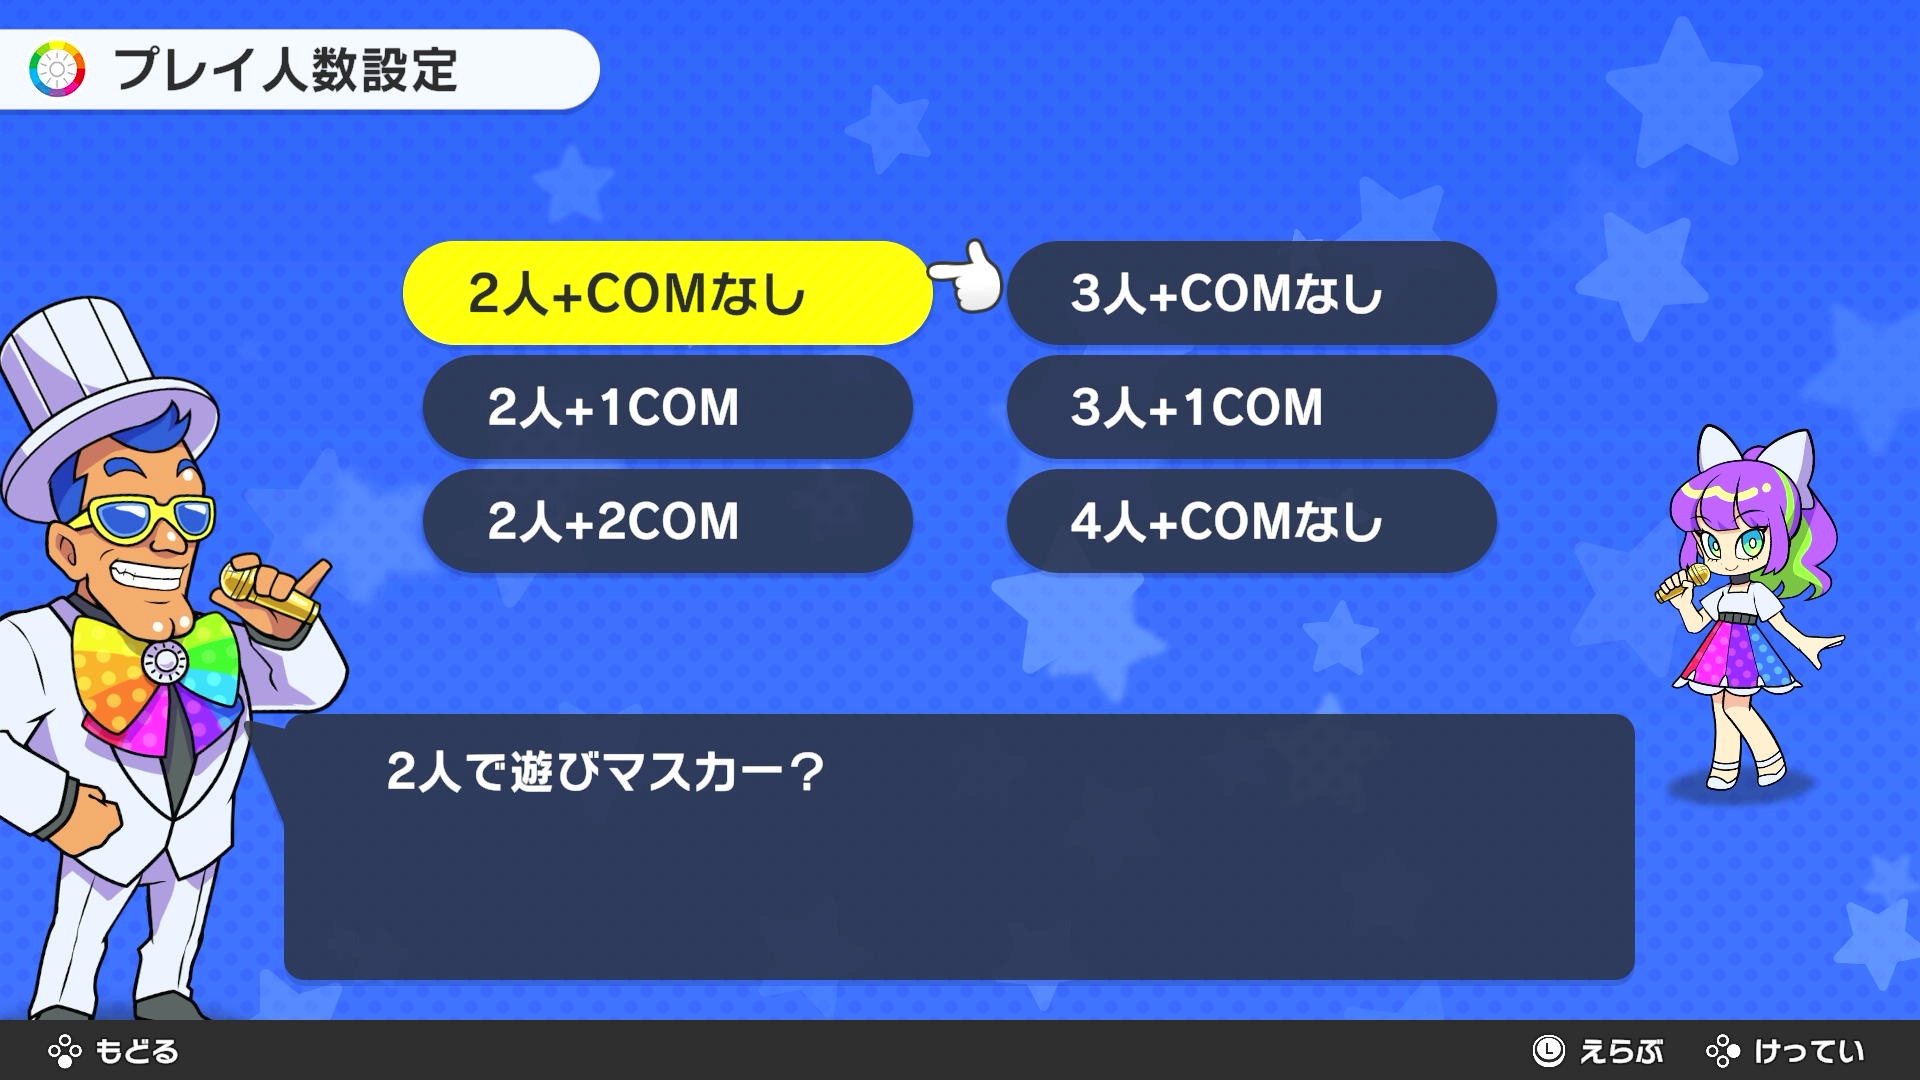 プレイ人数設定
2人+COMなし
3人+COMなし
2人+1COM
3人+1COM
2人+2COM
4人+COMなし
2人で遊びマスカー？
もどる
L えらぶ けってい